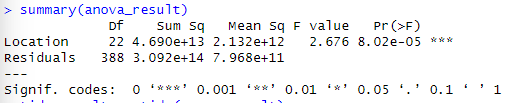 > summary(anova_result)
Df Sum Sq Mean Sq F value Pr(>F)
Location 22 4.690e+13 2.132e+12 2.676 8.02e-05 ***
Residuals 388 3.092e+14 7.968e+11
---
Signif. codes: 0 ‘***’ 0.001 ‘**’ 0.01 ‘*’ 0.05 ‘.’ 0.1 ‘ ’ 1